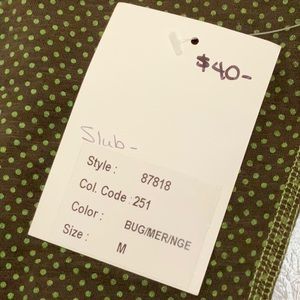 $40-
Slub-
Style : 87818
Col. Code : 251
Color : BUG/MER/NGE
Size : M